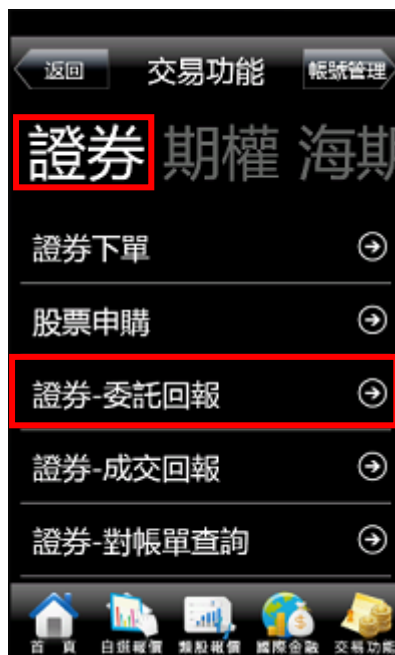 返回 交易功能 帳號管理
證券 期權 海期
證券下單
股票申購
證券-委託回報
證券-成交回報
證券-對帳單查詢
首頁 自選報價 類股報價 國際金融 交易功能